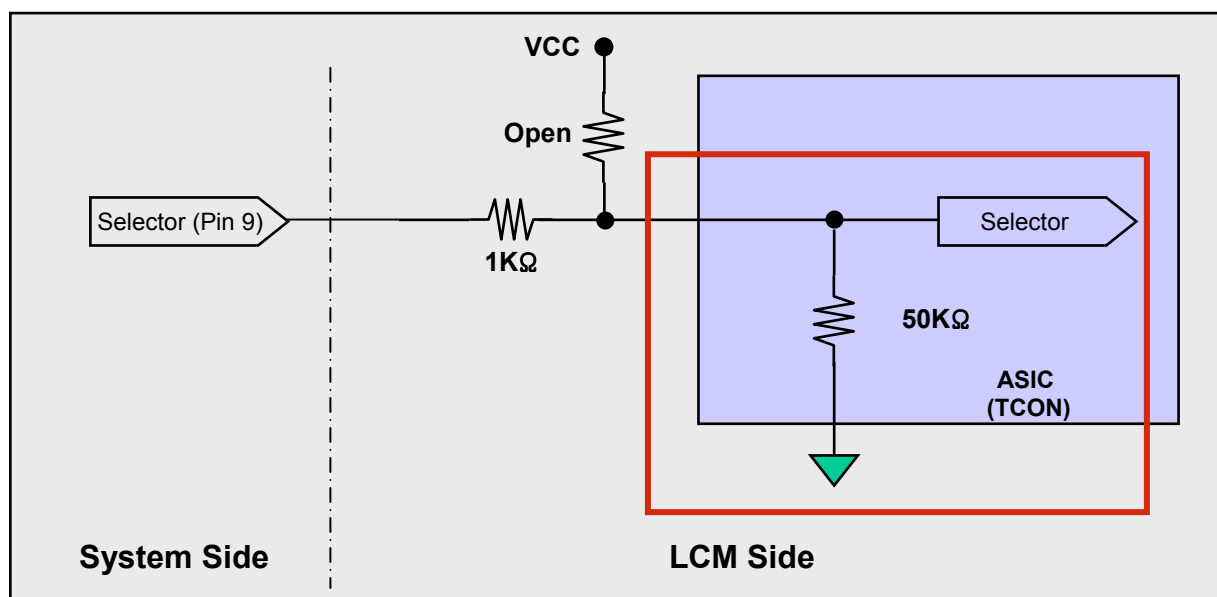 VCC
Open
Selector (Pin 9)
Selector
1KΩ
50KΩ
ASIC
(TCON)
System Side
LCM Side